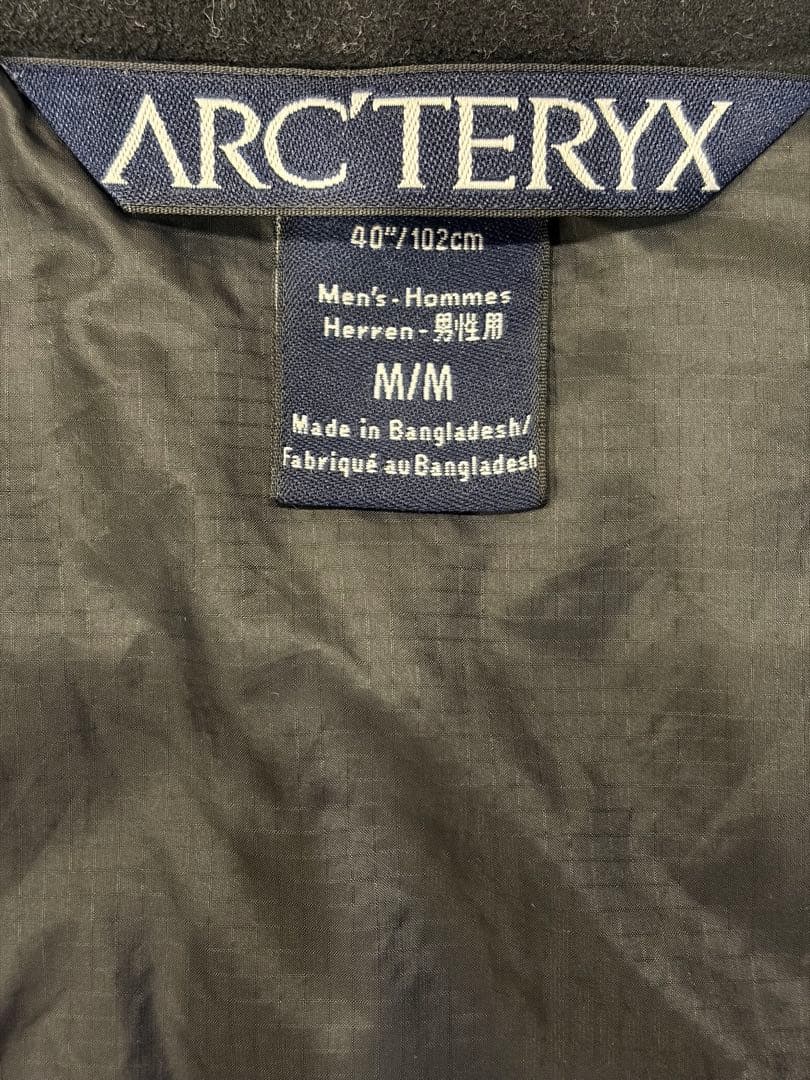 ARC'TERYX
40"/102cm
Men's-Hommes
Herren-男性用
M/M
Made in Bangladesh/
Fabriqué au Bangladesh